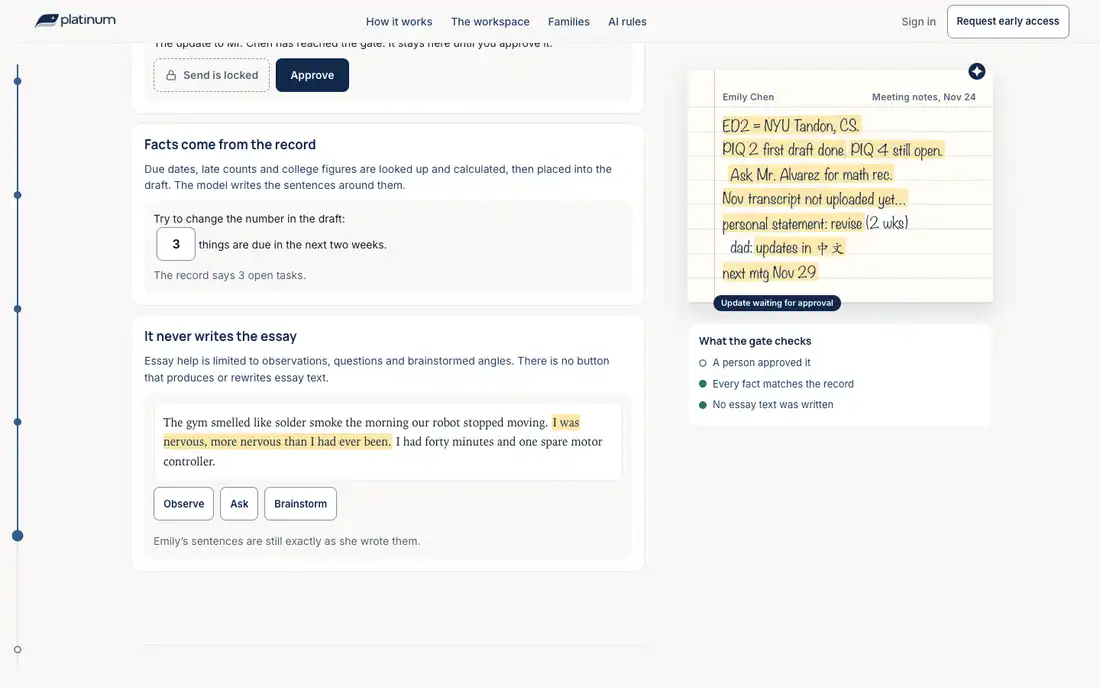 platinum
How it works The workspace Families AI rules
Sign in Request early access
The update to Mr. Chen has reached the gate. It stays here until you approve it.
Send is locked Approve
Facts come from the record
Due dates, late counts and college figures are looked up and calculated, then placed into the
draft. The model writes the sentences around them.
Try to change the number in the draft:
3 things are due in the next two weeks.
The record says 3 open tasks.
It never writes the essay
Essay help is limited to observations, questions and brainstormed angles. There is no button
that produces or rewrites essay text.
The gym smelled like solder smoke the morning our robot stopped moving. I was
nervous, more nervous than I had ever been. I had forty minutes and one spare motor
controller.
Observe Ask Brainstorm
Emily's sentences are still exactly as she wrote them.
Emily Chen Meeting notes, Nov 24
ED2 = NYU Tandon, CS.
PIQ 2 first draft done PIQ 4 still open.
Ask Mr. Alvarez for math rec.
Nov transcript not uploaded yet...
personal statement: revise (2 wks)
dad: updates in 中文
next mtg Nov 29
Update waiting for approval
What the gate checks
A person approved it
Every fact matches the record
No essay text was written